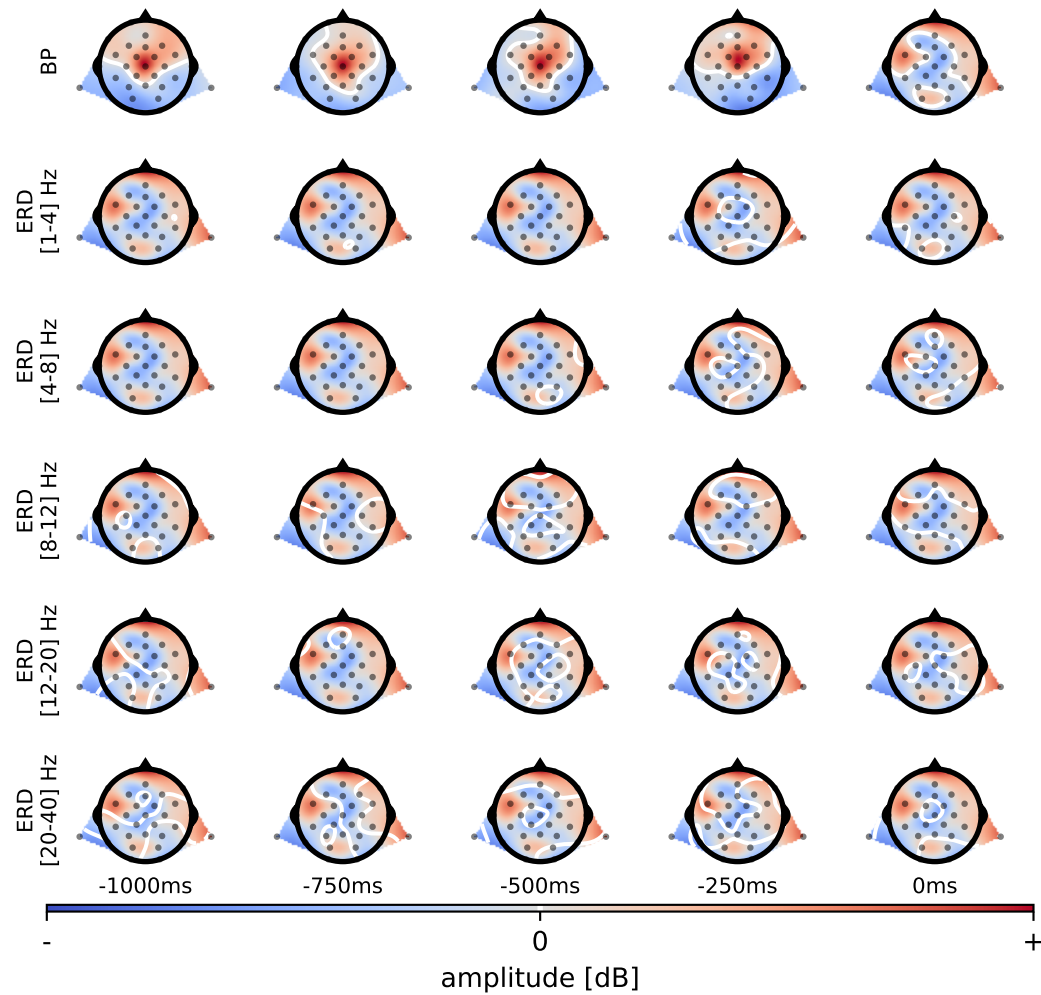 BP
ERD
[1-4] Hz
ERD
[4-8] Hz
ERD
[8-12] Hz
ERD
[12-20] Hz
ERD
[20-40] Hz
-1000ms -750ms -500ms -250ms 0ms
- 0 +
amplitude [dB]